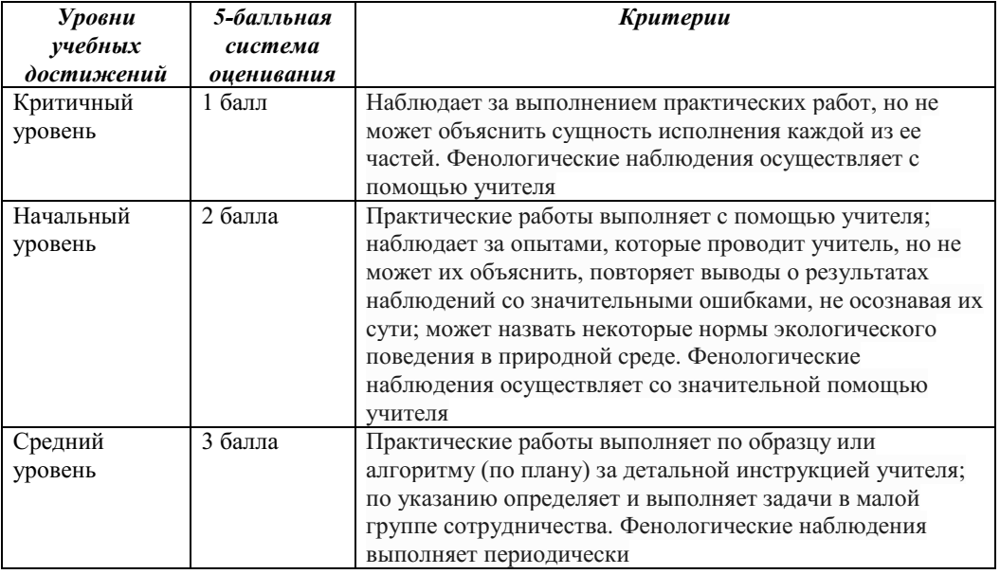 Уровни учебных достижений
5-балльная система оценивания
Критерии
Критичный уровень
1 балл
Наблюдает за выполнением практических работ, но не
может объяснить сущность исполнения каждой из ее
частей. Фенологические наблюдения осуществляет с
помощью учителя
Начальный уровень
2 балла
Практические работы выполняет с помощью учителя;
наблюдает за опытами, которые проводит учитель, но не
может их объяснить, повторяет выводы о результатах
наблюдений со значительными ошибками, не осознавая их
сути; может назвать некоторые нормы экологического
поведения в природной среде. Фенологические
наблюдения осуществляет со значительной помощью
учителя
Средний уровень
3 балла
Практические работы выполняет по образцу или
алгоритму (по плану) за детальной инструкцией учителя;
по указанию определяет и выполняет задачи в малой
группе сотрудничества. Фенологические наблюдения
выполняет периодически